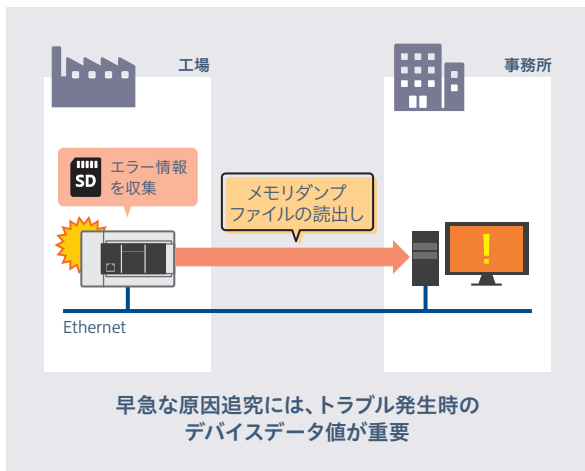 工場
事務所
SD
エラー情報
を収集
メモリダンプ
ファイルの読出し
!
Ethernet
早急な原因追究には、トラブル発生時の
デバイスデータ値が重要